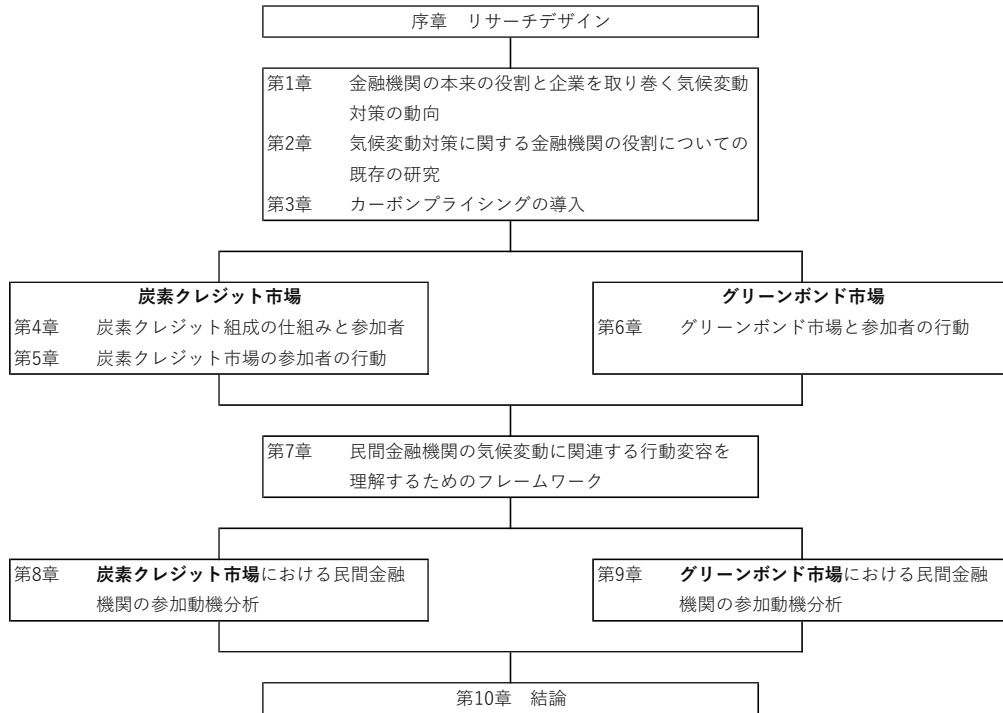 序章　リサーチデザイン
第1章　金融機関の本来の役割と企業を取り巻く気候変動
対策の動向
第2章　気候変動対策に関する金融機関の役割についての
既存の研究
第3章　カーボンプライシングの導入
炭素クレジット市場
第4章　炭素クレジット組成の仕組みと参加者
第5章　炭素クレジット市場の参加者の行動
グリーンボンド市場
第6章　グリーンボンド市場と参加者の行動
第7章　民間金融機関の気候変動に関連する行動変容を
理解するためのフレームワーク
第8章　炭素クレジット市場における民間金融
機関の参加動機分析
第9章　グリーンボンド市場における民間金融
機関の参加動機分析
第10章　結論